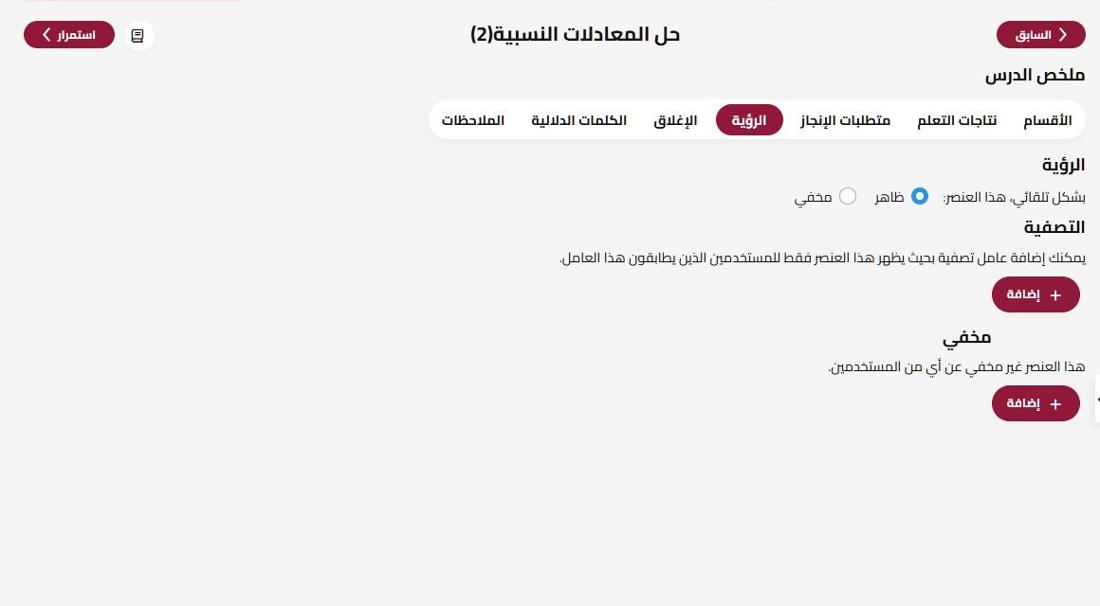 السابق
حل المعادلات النسبية(2)
استمرار
ملخص الدرس
الأقسام نتاجات التعلم متطلبات الإنجاز الرؤية الإغلاق الكلمات الدلالية الملاحظات
الرؤية
بشكل تلقائي، هذا العنصر: ظاهر مخفي
التصفية
يمكنك إضافة عامل تصفية بحيث يظهر هذا العنصر فقط للمستخدمين الذين يطابقون هذا العامل.
+ إضافة
مخفي
هذا العنصر غير مخفي عن أي من المستخدمين.
+ إضافة